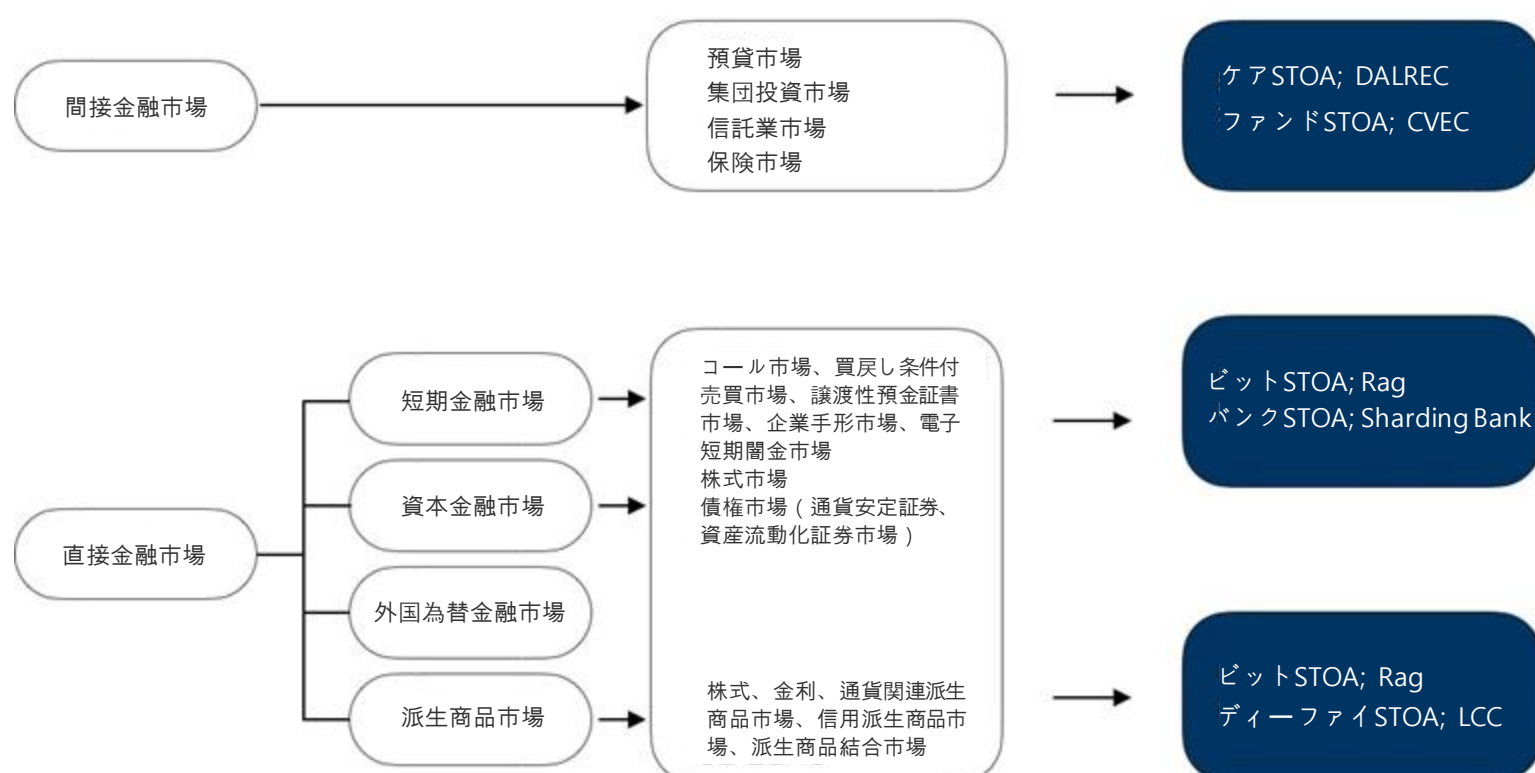 間接金融市場
預貸市場
集団投資市場
信託業市場
保険市場
ケアSTOA; DALREC
ファンドSTOA; CVEC
直接金融市場
短期金融市場
資本金融市場
外国為替金融市場
派生商品市場
コール市場、買戻し条件付
売買市場、譲渡性預金証書
市場、企業手形市場、電子
短期闇金市場
株式市場
債権市場（通貨安定証券、
資産流動化証券市場）
株式、金利、通貨関連派生
商品市場、信用派生商品市
場、派生商品結合市場
ビットSTOA; Rag
バンクSTOA; Sharding Bank
ビットSTOA; Rag
ディーファイSTOA; LCC